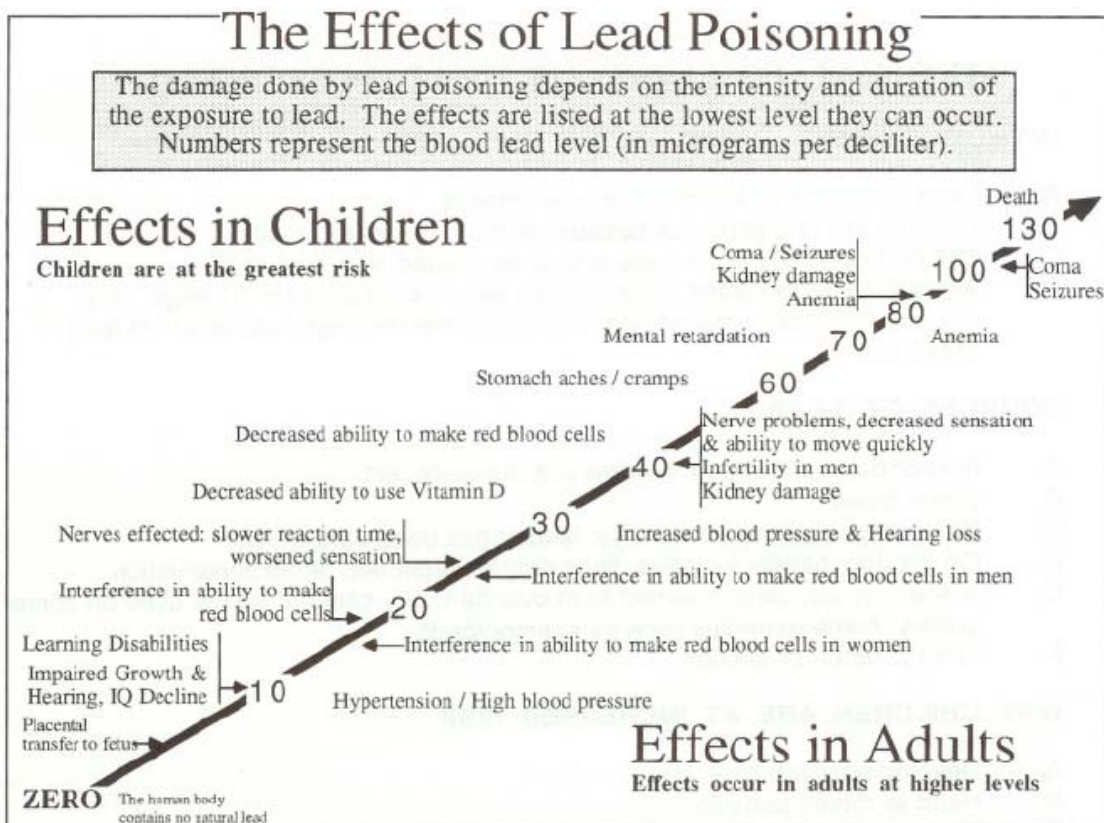 The Effects of Lead Poisoning
The damage done by lead poisoning depends on the intensity and duration of
the exposure to lead. The effects are listed at the lowest level they can occur.
Numbers represent the blood lead level (in micrograms per deciliter).
Effects in Children
Children are at the greatest risk
Death
130
Coma / Seizures
Kidney damage
Anemia
100
Coma
Seizures
80
Mental retardation
70
Anemia
Stomach aches / cramps
60
Nerve problems, decreased sensation
& ability to move quickly
Infertility in men
Kidney damage
Decreased ability to make red blood cells
40
Decreased ability to use Vitamin D
30
Increased blood pressure & Hearing loss
Nerves effected: slower reaction time,
worsened sensation
Interference in ability to make red blood cells in men
Interference in ability to make
red blood cells
20
Interference in ability to make red blood cells in women
Learning Disabilities
Impaired Growth &
Hearing, IQ Decline
10
Hypertension / High blood pressure
Placental
transfer to fetus
Effects in Adults
Effects occur in adults at higher levels
ZERO
The human body
contains no natural lead